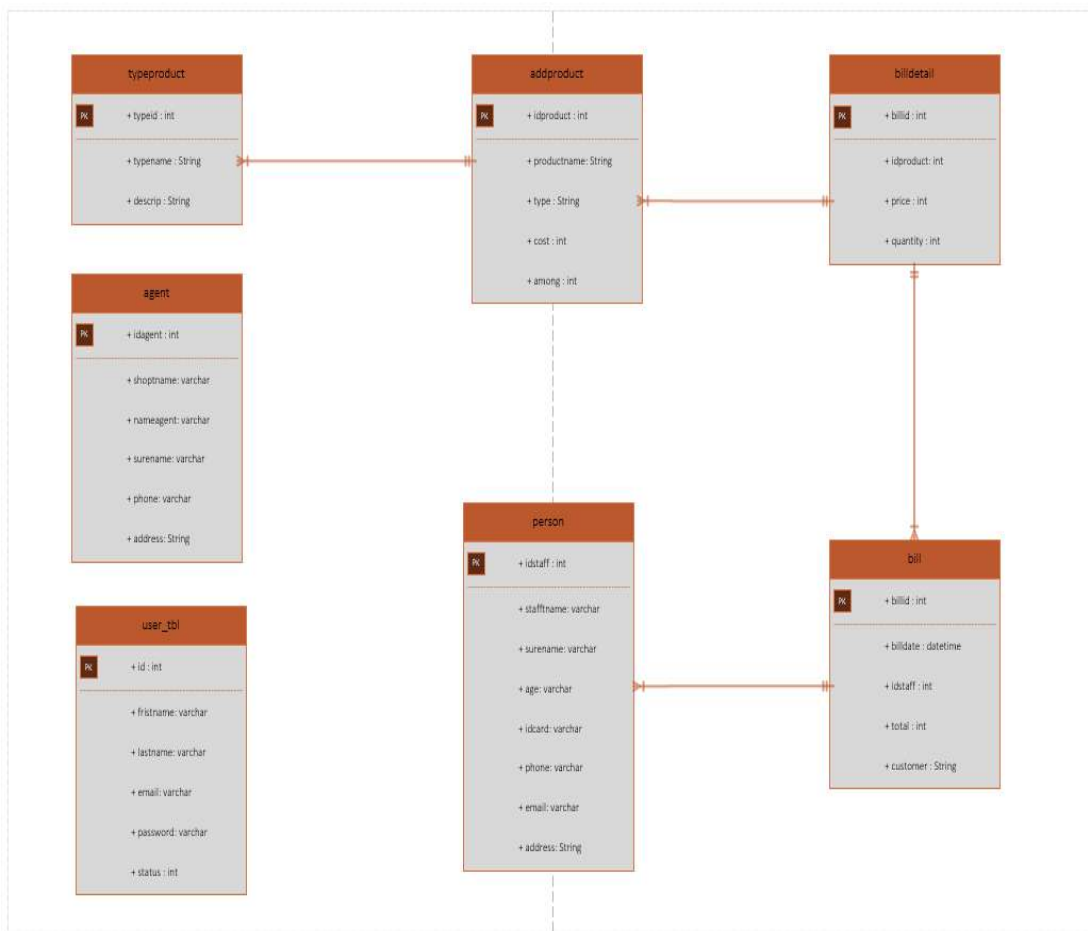 typeproduct
PK
+ typeid : int
+ typename : String
+ descrip : String
addproduct
PK
+ idproduct : int
+ productname: String
+ type : String
+ cost : int
+ among : int
billdetail
PK
+ billid : int
+ idproduct: int
+ price : int
+ quantity : int
agent
PK
+ idagent : int
+ shoptname: varchar
+ nameagent: varchar
+ surename: varchar
+ phone: varchar
+ address: String
person
PK
+ idstaff : int
+ stafftname: varchar
+ surename: varchar
+ age: varchar
+ idcard: varchar
+ phone: varchar
+ email: varchar
+ address: String
bill
PK
+ billid : int
+ billdate : datetime
+ idstaff : int
+ total : int
+ customer : String
user_tbl
PK
+ id : int
+ fristname: varchar
+ lastname: varchar
+ email: varchar
+ password: varchar
+ status : int